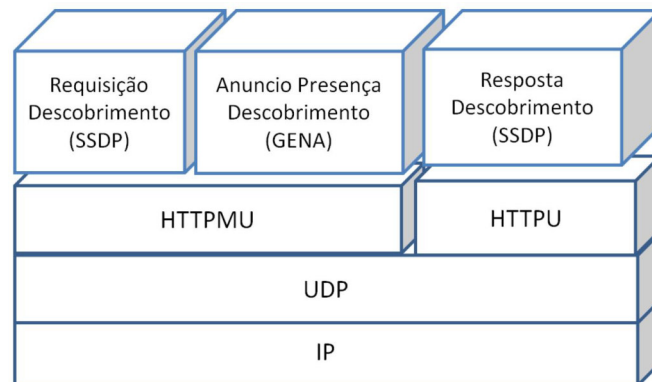 Requisição
Descobrimento
(SSDP)
Anuncio Presença
Descobrimento
(GENA)
Resposta
Descobrimento
(SSDP)
HTTPMU
HTTPU
UDP
IP